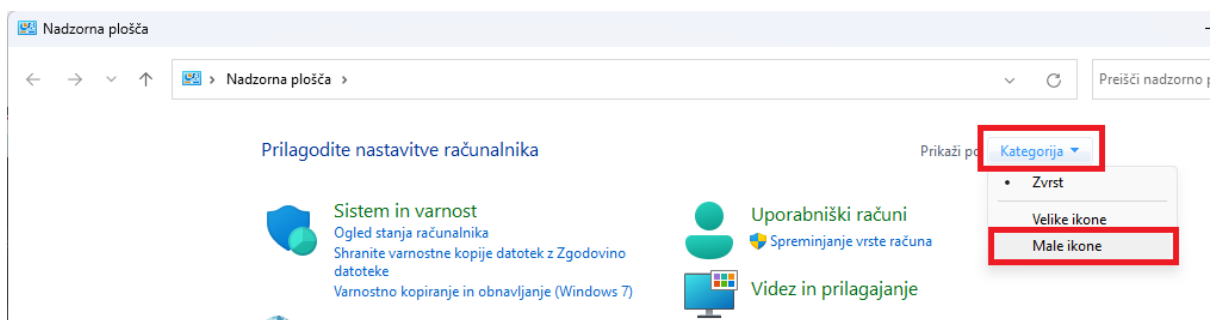 Nadzorna plošča
Nadzorna plošča
Preišči nadzorno
Prilagodite nastavitve računalnika
Prikaži po
Kategorija
Zvrst
Velike ikone
Male ikone
Sistem in varnost
Ogled stanja računalnika
Shranite varnostne kopije datotek z Zgodovino
datoteke
Varnostno kopiranje in obnavljanje (Windows 7)
Uporabniški računi
Spreminjanje vrste računa
Videz in prilagajanje